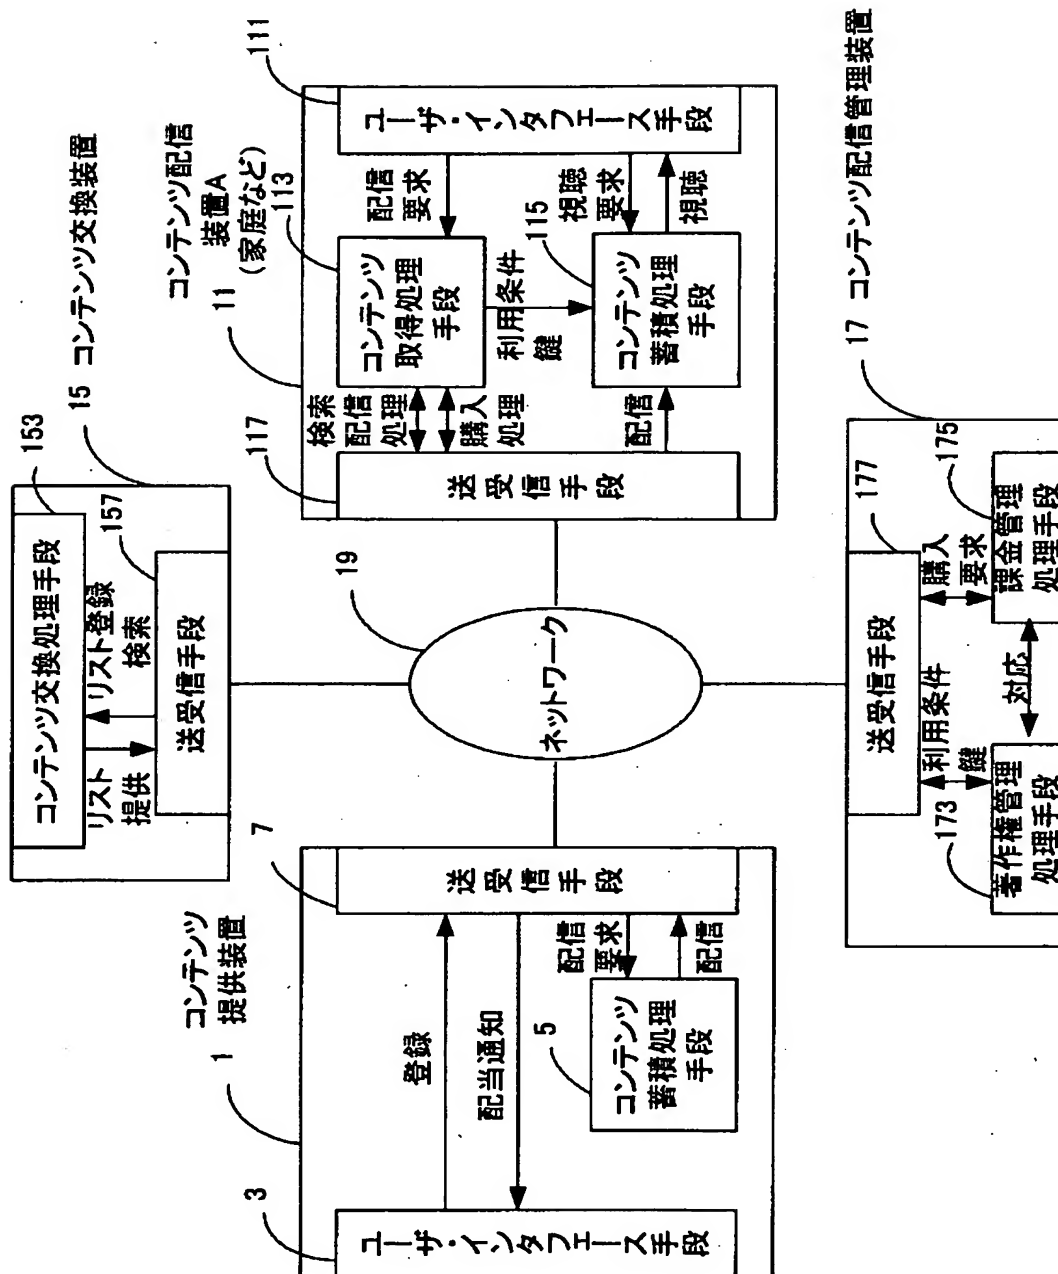 15 コンテンツ交換装置
153
コンテンツ交換処理手段
リスト登録
検索
リスト
提供
157
送受信手段
コンテンツ
提供装置
1
3
ユーザ・インタフェース手段
登録
配当通知
5
コンテンツ
蓄積処理
手段
配信
要求
配信
7
送受信手段
19
ネットワーク
コンテンツ配信
装置A
(家庭など)
11
111
ユーザ・インタフェース手段
113
配信
要求
コンテンツ
取得処理
手段
利用条件
鍵
視聴
要求
視聴
115
コンテンツ
蓄積処理
手段
検索
配信
処理
購入
処理
配信
117
送受信手段
17 コンテンツ配信管理装置
177
送受信手段
利用条件
鍵
購入
要求
173
著作権管理
処理手段
対応
175
課金管理
処理手段